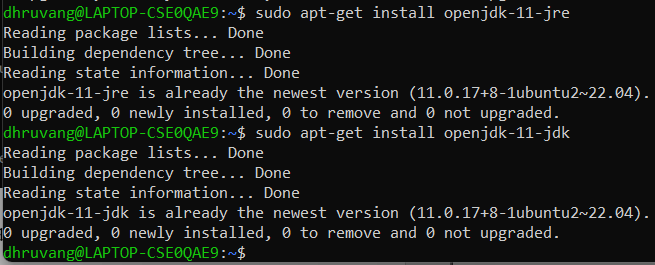 dhruvang@LAPTOP-CSE0QAE9:~$ sudo apt-get install openjdk-11-jre
Reading package lists... Done
Building dependency tree... Done
Reading state information... Done
openjdk-11-jre is already the newest version (11.0.17+8-1ubuntu2~22.04).
0 upgraded, 0 newly installed, 0 to remove and 0 not upgraded.
dhruvang@LAPTOP-CSE0QAE9:~$ sudo apt-get install openjdk-11-jdk
Reading package lists... Done
Building dependency tree... Done
Reading state information... Done
openjdk-11-jdk is already the newest version (11.0.17+8-1ubuntu2~22.04).
0 upgraded, 0 newly installed, 0 to remove and 0 not upgraded.
dhruvang@LAPTOP-CSE0QAE9:~$